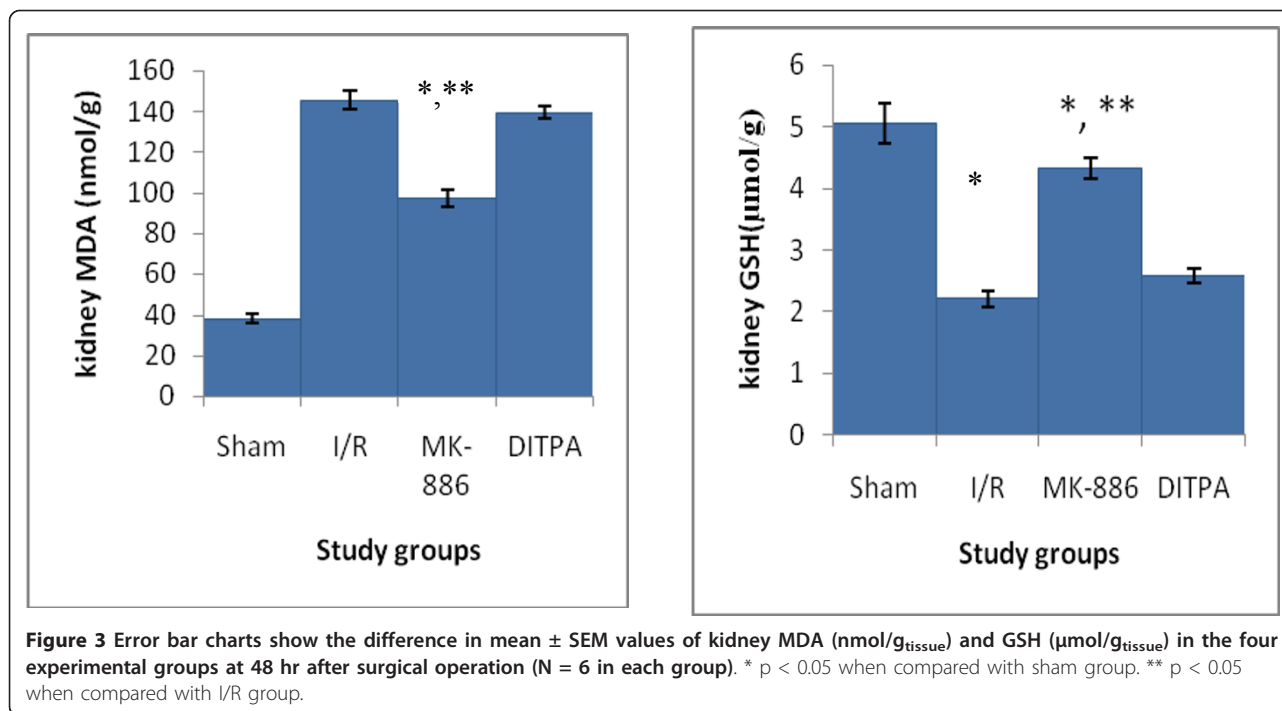 160
140
120
100
80
60
40
20
0
kidney MDA (nmol/g)
*,**
Sham I/R MK- DITPA
886
Study groups
6
5
4
3
2
1
0
kidney GSH(µmol/g)
*
*, **
Sham I/R MK-886 DITPA
Study groups
Figure 3 Error bar charts show the difference in mean ± SEM values of kidney MDA (nmol/gtissue) and GSH (µmol/gtissue) in the four
experimental groups at 48 hr after surgical operation (N = 6 in each group). * p < 0.05 when compared with sham group. ** p < 0.05
when compared with I/R group.